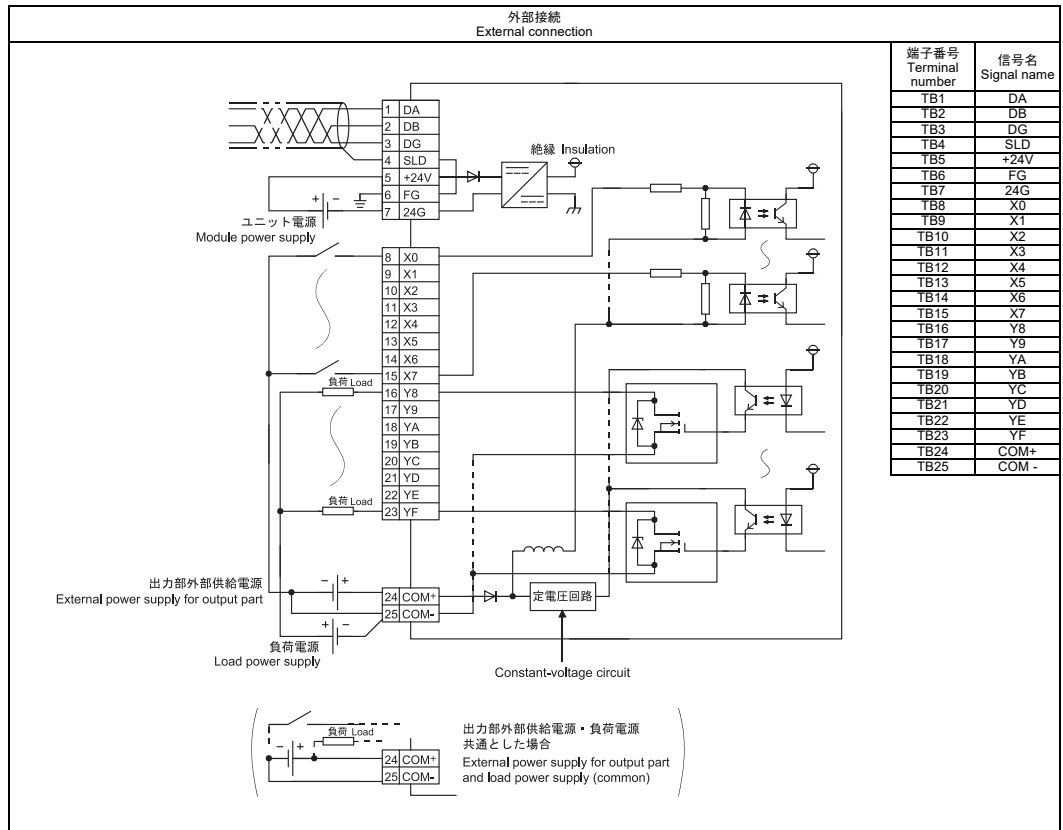 外部接続
External connection
1 DA
2 DB
3 DG
4 SLD
5 +24V
6 FG
7 24G
絶縁 Insulation
+ -
ユニット電源
Module power supply
8 X0
9 X1
10 X2
11 X3
12 X4
13 X5
14 X6
15 X7
負荷 Load
16 Y8
17 Y9
18 YA
19 YB
20 YC
21 YD
22 YE
負荷 Load
23 YF
出力部外部供給電源
External power supply for output part
- +
24 COM+
25 COM-
定電圧回路
+ -
負荷電源
Load power supply
Constant-voltage circuit
負荷 Load
- +
24 COM+
25 COM-
出力部外部供給電源・負荷電源
共通とした場合
External power supply for output part
and load power supply (common)
端子番号
Terminal
number
信号名
Signal name
TB1 DA
TB2 DB
TB3 DG
TB4 SLD
TB5 +24V
TB6 FG
TB7 24G
TB8 X0
TB9 X1
TB10 X2
TB11 X3
TB12 X4
TB13 X5
TB14 X6
TB15 X7
TB16 Y8
TB17 Y9
TB18 YA
TB19 YB
TB20 YC
TB21 YD
TB22 YE
TB23 YF
TB24 COM+
TB25 COM -